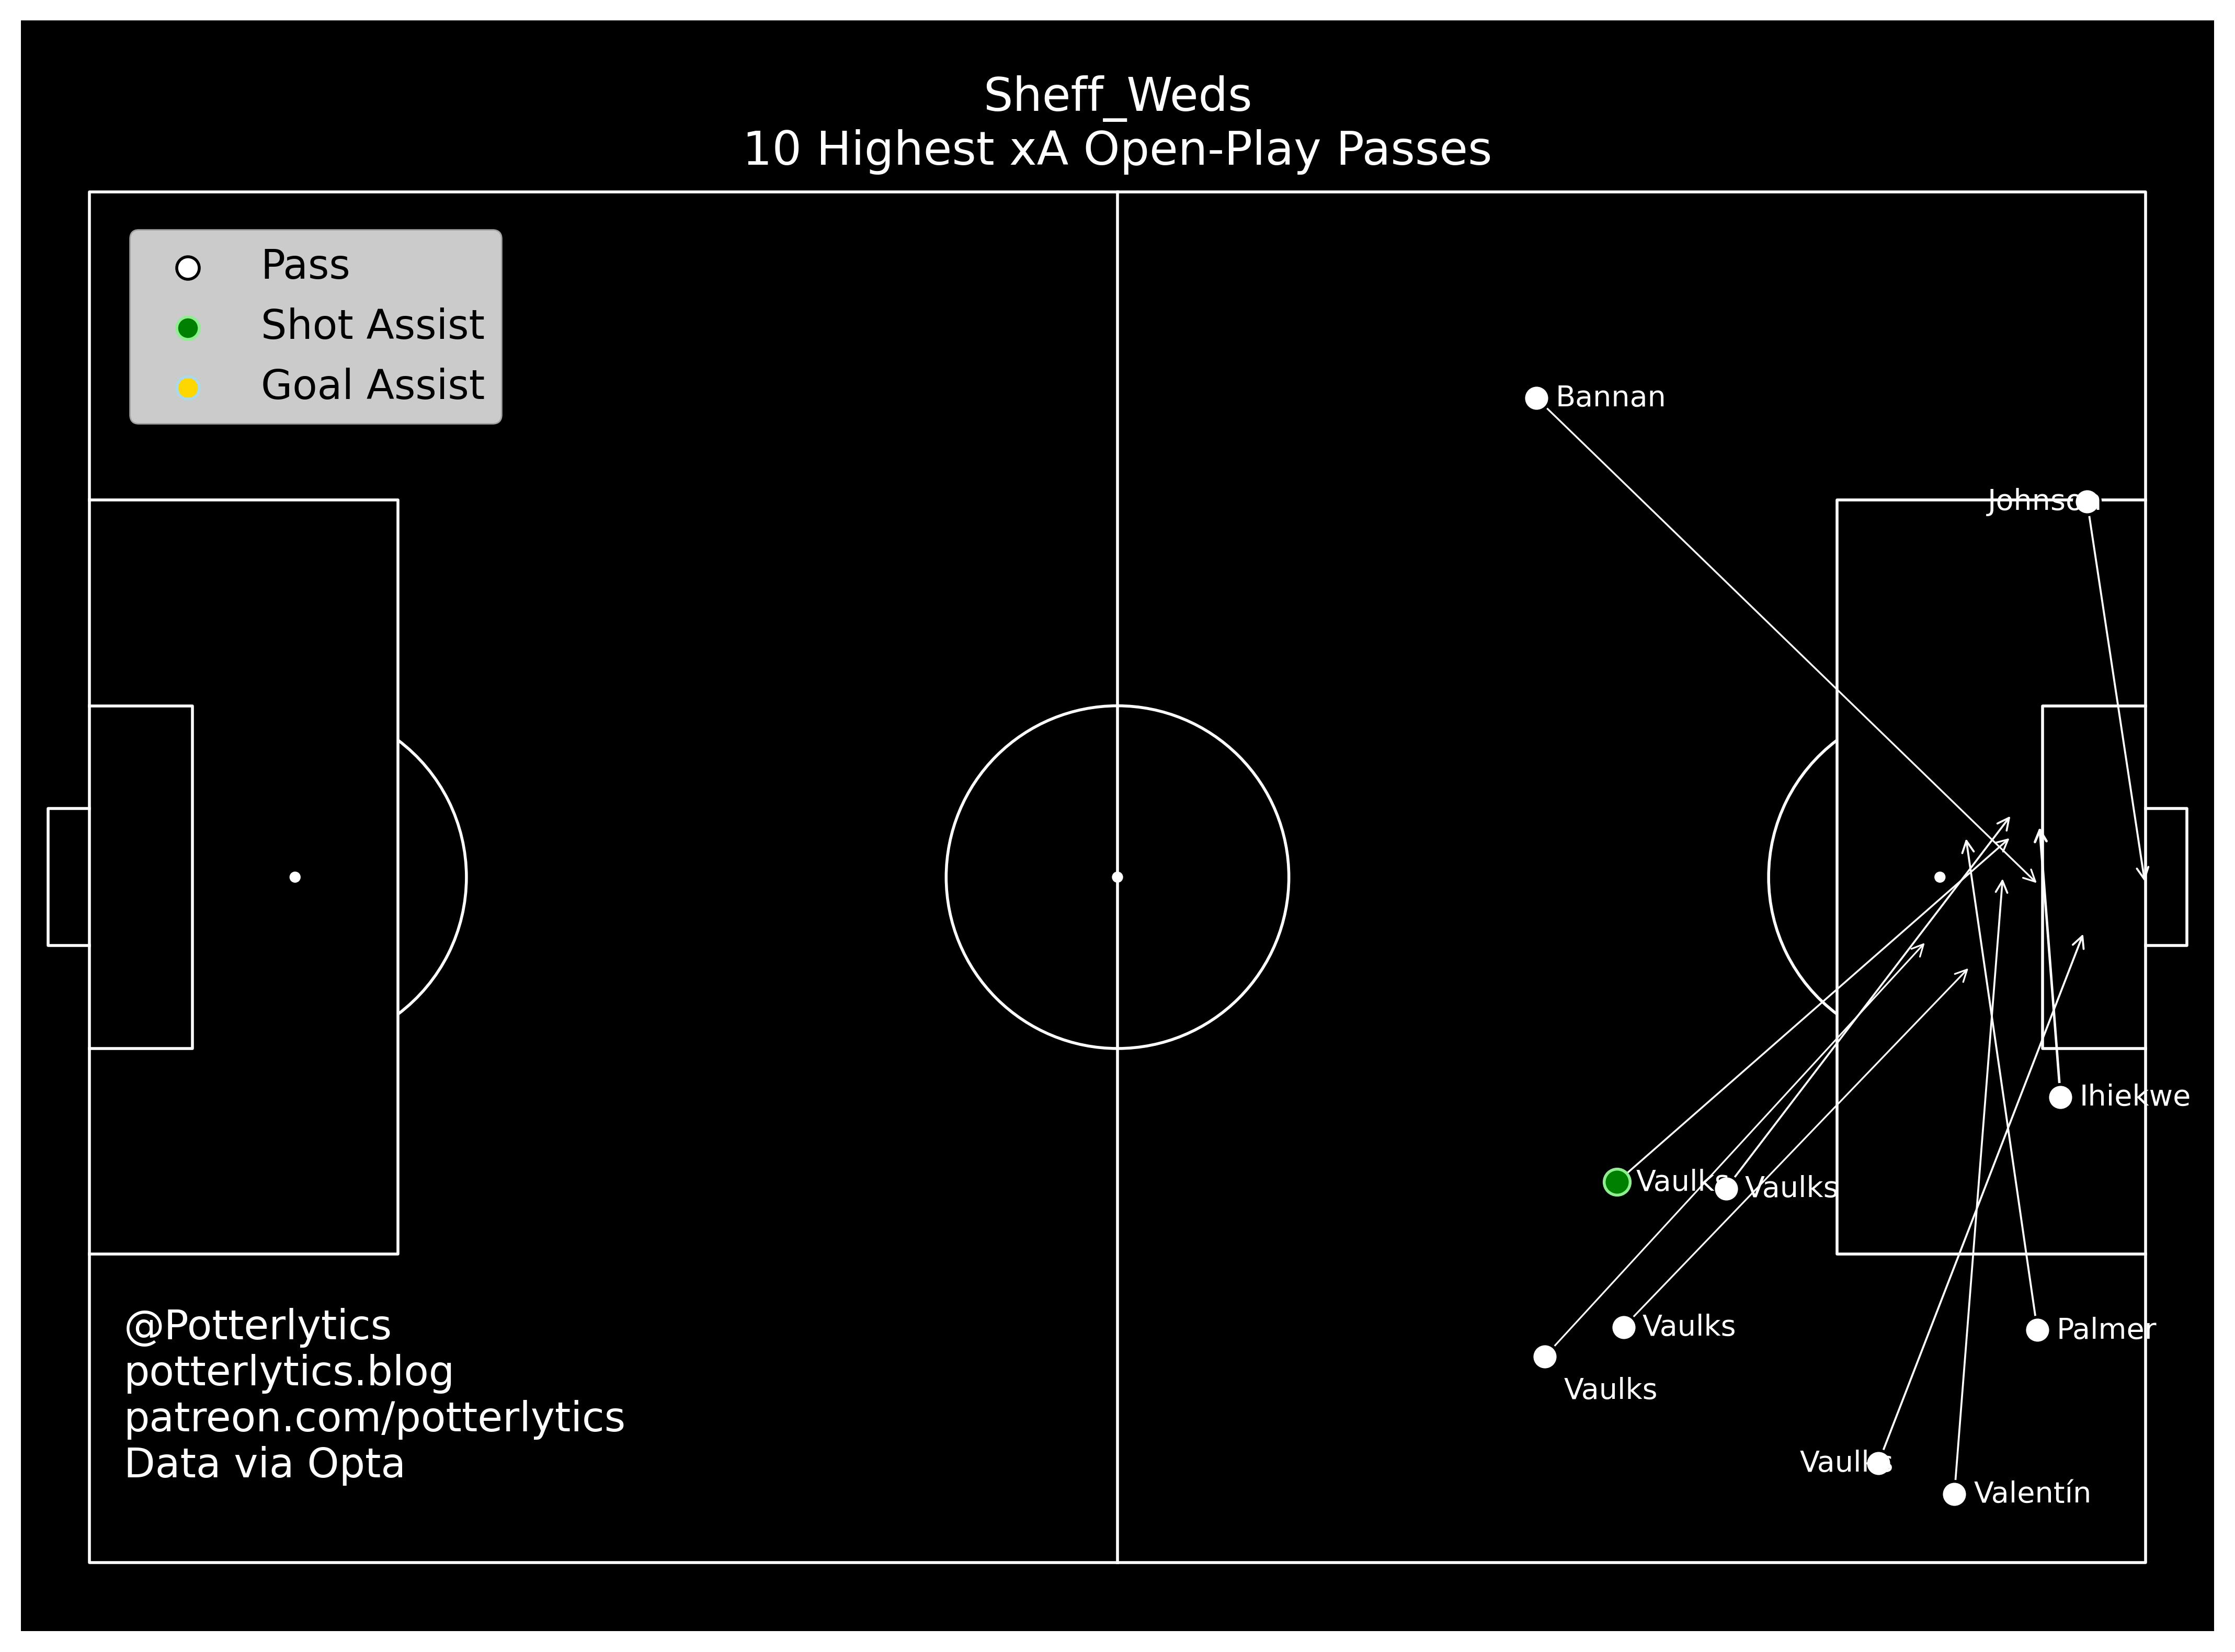 Sheff_Weds
10 Highest xA Open-Play Passes
Pass
Shot Assist
Goal Assist
Bannan
Johnson
Ihiekwe
Vaulks
Vaulks
Vaulks
Palmer
Vaulks
Vaulks
Valentín
@Potterlytics
potterlytics.blog
patreon.com/potterlytics
Data via Opta